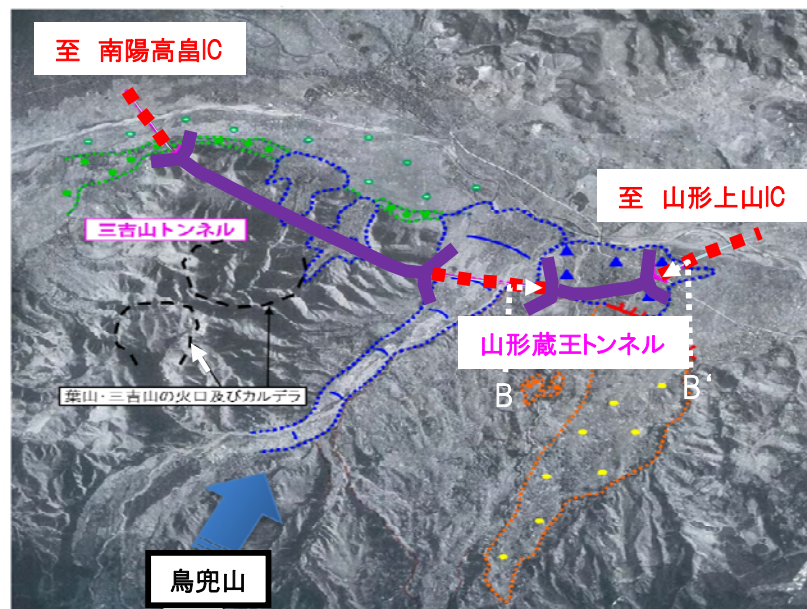 至 南陽高畠IC
至 山形上山IC
三吉山トンネル
山形蔵王トンネル
B
B‘
葉山・三吉山の火口及びカルデラ
鳥兜山